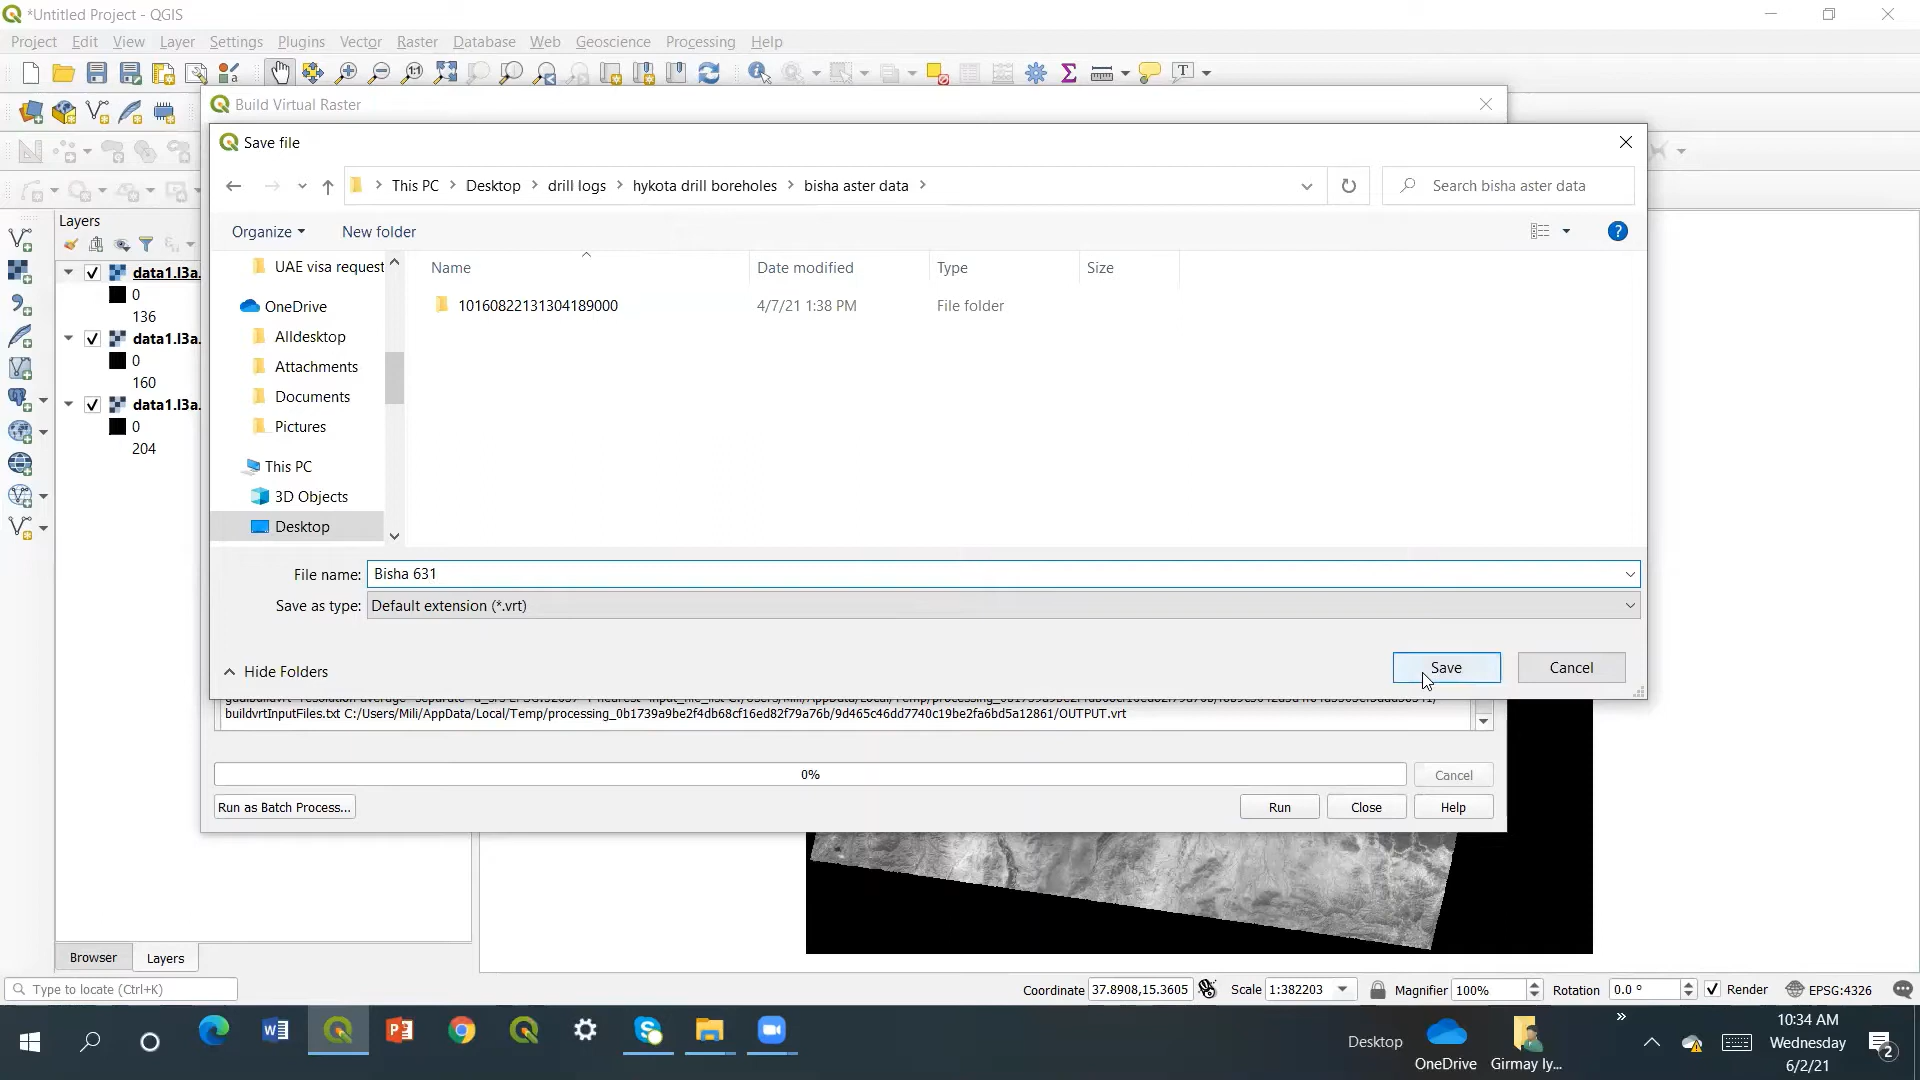 *Untitled Project - QGIS
Project Edit View Layer Settings Plugins Vector Raster Database Web Geoscience Processing Help
Build Virtual Raster
Save file
This PC > Desktop > drill logs > hykota drill boreholes > bisha aster data >
Search bisha aster data
Organize
New folder
Layers
data1.l3a.
0
136
data1.l3a.
0
160
data1.l3a.
0
204
UAE visa request
OneDrive
Alldesktop
Attachments
Documents
Pictures
This PC
3D Objects
Desktop
Name Date modified Type Size
10160822131304189000 4/7/21 1:38 PM File folder
File name: Bisha 631
Save as type: Default extension (*.vrt)
Hide Folders
Save Cancel
buildvrtInputFiles.txt C:/Users/Mili/AppData/Local/Temp/processing_0b1739a9be2f4db68cf16ed82f79a76b/9d465c46dd7740c19be2fa6bd5a12861/OUTPUT.vrt
0% Cancel
Run as Batch Process... Run Close Help
Browser Layers
Type to locate (Ctrl+K) Coordinate 37.8908,15.3605 Scale 1:382203 Magnifier 100% Rotation 0.0 ° Render EPSG:4326
Desktop
OneDrive
Girmay Iy...
10:34 AM
Wednesday
6/2/21
2